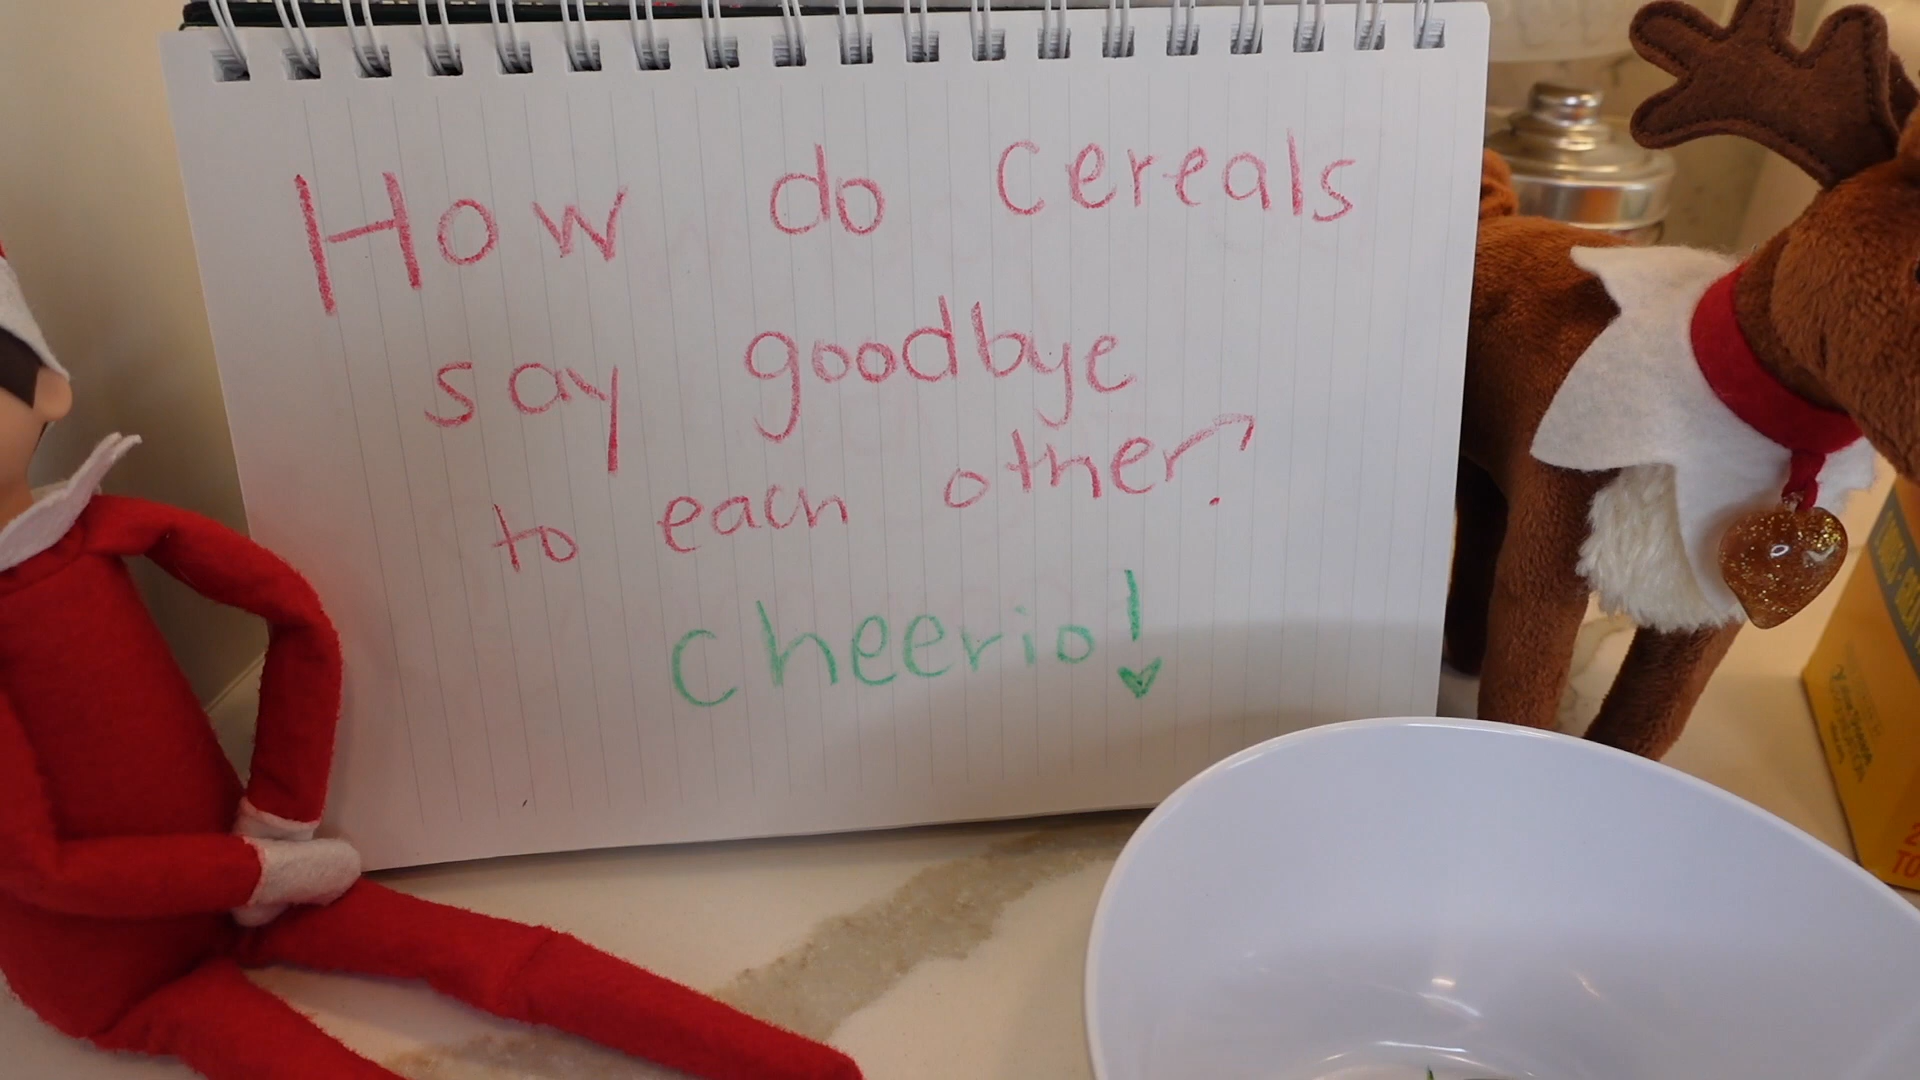 How do cereals
say goodbye
to each other?
cheerio!